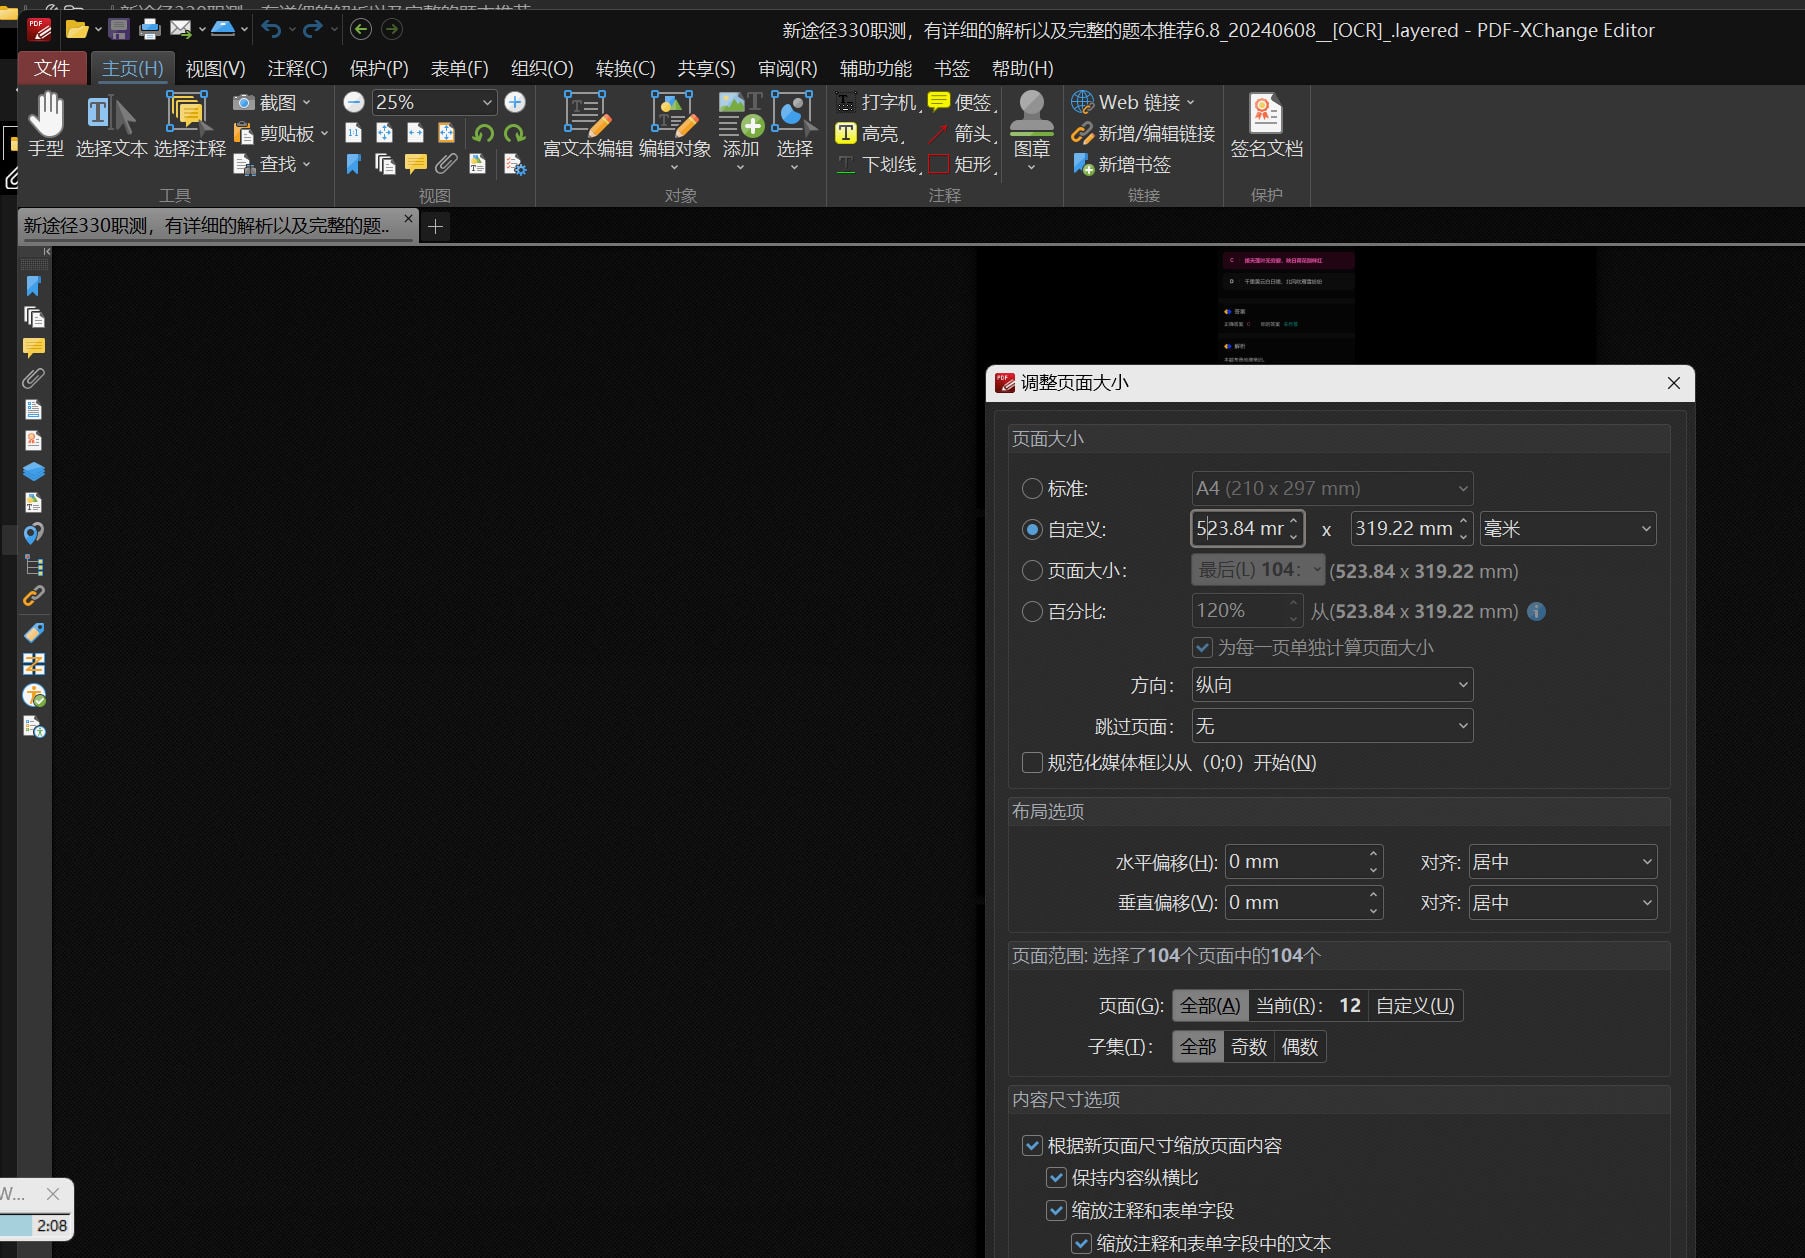 新途径330职测，有详细的解析以及完整的题本推荐6.8_20240608__[OCR]_.layered - PDF-XChange Editor
文件
主页(H)
视图(V)
注释(C)
保护(P)
表单(F)
组织(O)
转换(C)
共享(S)
审阅(R)
辅助功能
书签
帮助(H)
手型
选择文本
选择注释
截图
剪贴板
查找
工具
25%
视图
富文本编辑
编辑对象
添加
选择
对象
打字机
便签
高亮
箭头
下划线
矩形
图章
注释
Web 链接
新增/编辑链接
新增书签
链接
签名文档
保护
新途径330职测，有详细的解析以及完整的题..
调整页面大小
页面大小
标准:
A4 (210 x 297 mm)
自定义:
523.84 mr
x
319.22 mm
毫米
页面大小:
最后(L) 104:
(523.84 x 319.22 mm)
百分比:
120%
从(523.84 x 319.22 mm)
为每一页单独计算页面大小
方向:
纵向
跳过页面:
无
规范化媒体框以从（0;0）开始(N)
布局选项
水平偏移(H):
0 mm
对齐:
居中
垂直偏移(V):
0 mm
对齐:
居中
页面范围: 选择了104个页面中的104个
页面(G):
全部(A)
当前(R): 12
自定义(U)
子集(T):
全部
奇数
偶数
内容尺寸选项
根据新页面尺寸缩放页面内容
保持内容纵横比
缩放注释和表单字段
缩放注释和表单字段中的文本
W...
2:08